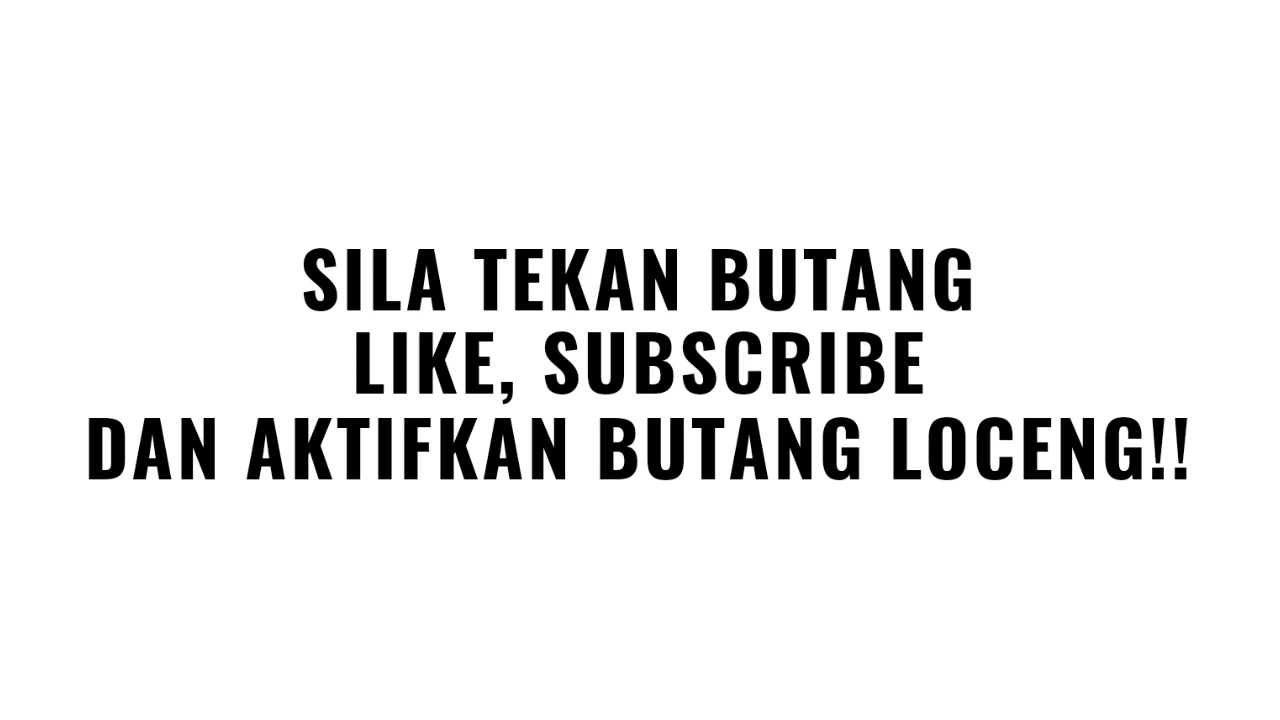 SILA TEKAN BUTANG
LIKE, SUBSCRIBE
DAN AKTIFKAN BUTANG LOCENG!!